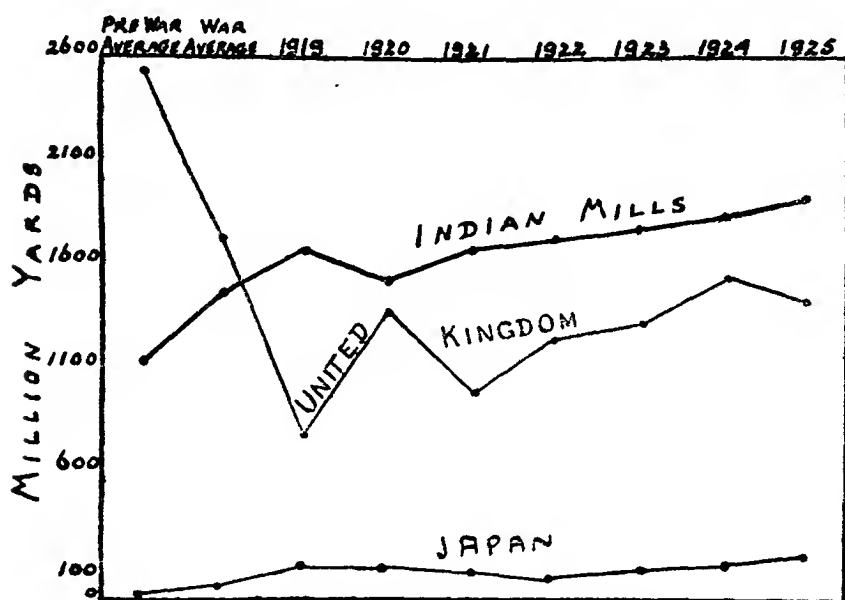 PRE WAR WAR
AVERAGE AVERAGE 1919 1920 1921 1922 1923 1924 1925
2600
2100
1600
1100
600
100
0
MILLION YARDS
INDIAN MILLS
UNITED KINGDOM
JAPAN